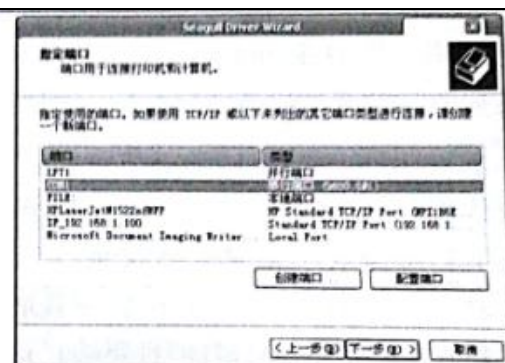 Seagull Driver Wizard
指定端口
端口用于连接打印机和计算机。
指定使用的端口。如果使用 TCP/IP 或以下未列出的其它端口类型进行连接，请创建
一个新端口。
端口 类型
LPT1 并行端口
FILE: 本地端口
HP Standard TCP/IP Port
IP_192.168.1.100 Standard TCP/IP Port (192.168.1
Microsoft Document Imaging Writer Local Port
创建端口 配置端口
<上一步(B) 下一步(N) > 取消